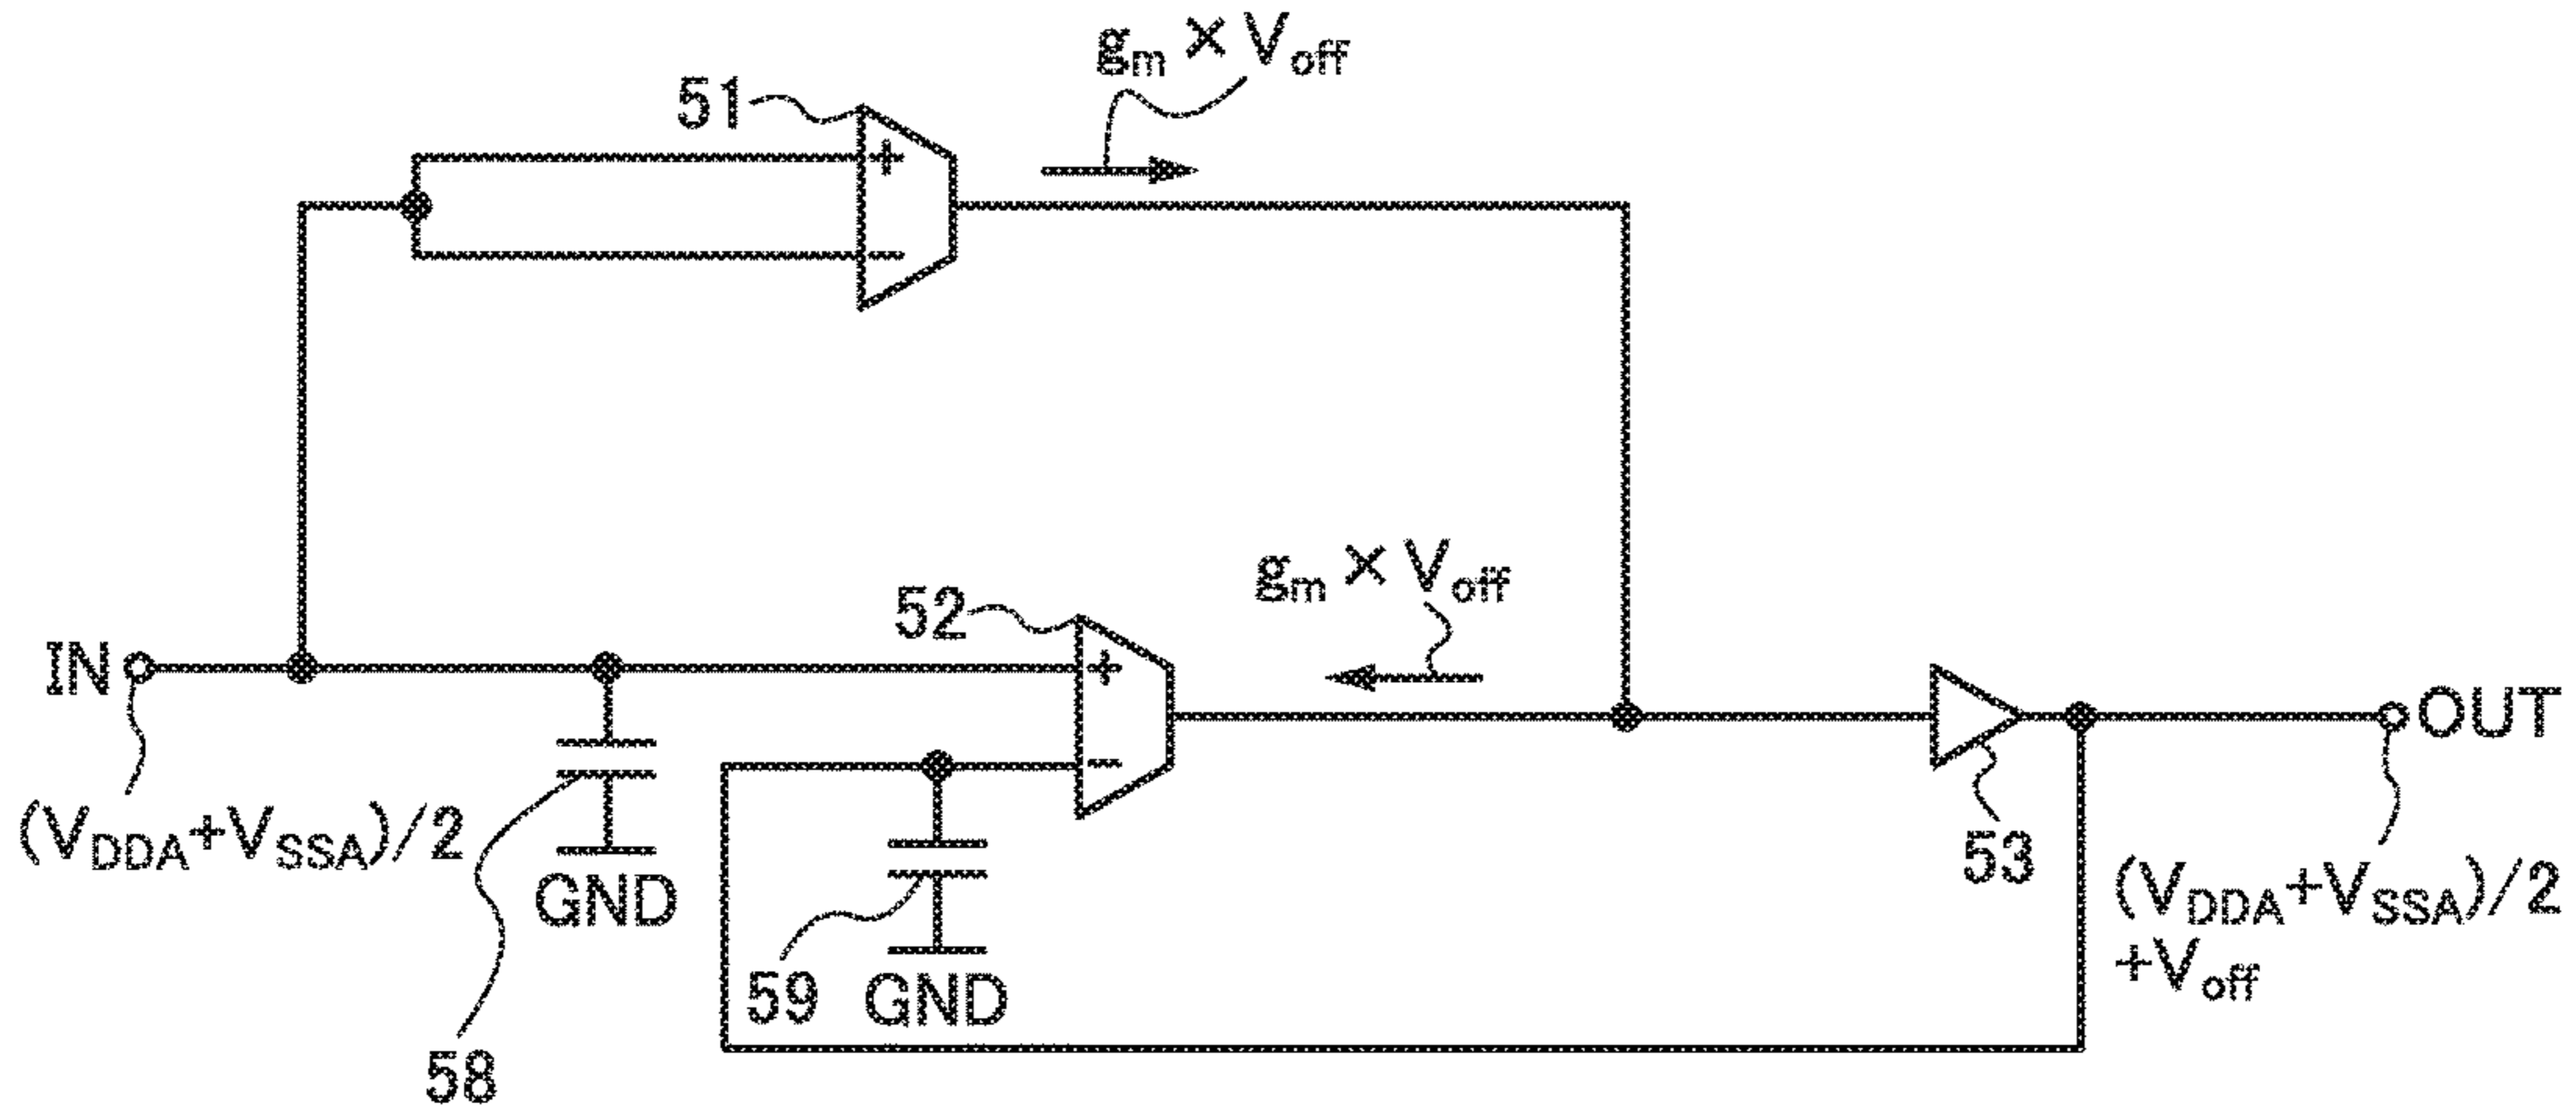 gm × Voff
51
+
−
gm × Voff
52
IN
+
−
OUT
(VDDA+VSSA)/2
GND
53
(VDDA+VSSA)/2
+Voff
59
GND
58